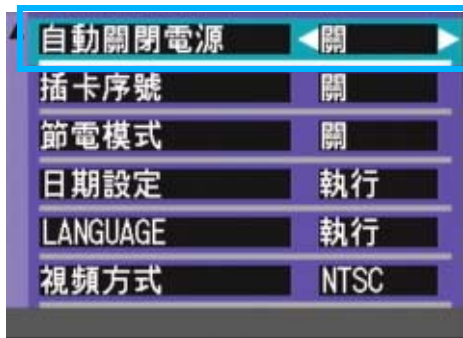 自動關閉電源 關
插卡序號 關
節電模式 關
日期設定 執行
LANGUAGE 執行
視頻方式 NTSC